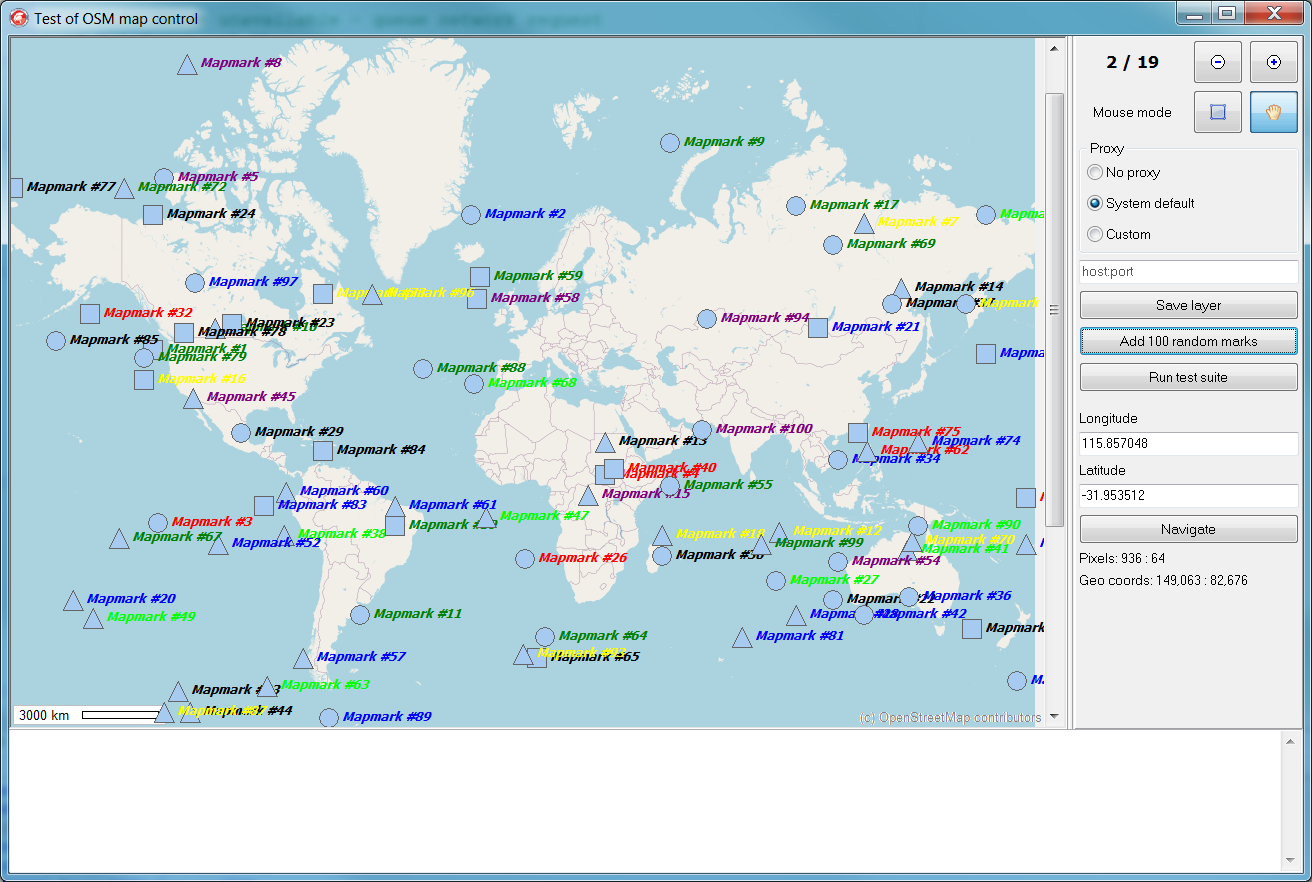 Test of OSM map control
unavailable - queue network request
Mapmark #8
Mapmark #9
Mapmark #5
Mapmark #77
Mapmark #72
Mapmark #24
Mapmark #2
Mapmark #17
Mapmark #7
Mapmark #69
Mapmark #59
Mapmark #97
Mapmark #14
Mapmark #96
Mapmark #58
Mapmark #32
Mapmark #23
Mapmark #94
Mapmark #21
Mapmark #78
Mapmark #85
Mapmark #1
Mapmark #79
Mapmark #88
Mapmark #16
Mapmark #68
Mapmark #45
Mapmark #29
Mapmark #100
Mapmark #75
Mapmark #13
Mapmark #74
Mapmark #84
Mapmark #62
Mapmark #34
Mapmark #40
Mapmark #4
Mapmark #55
Mapmark #60
Mapmark #15
Mapmark #83
Mapmark #61
Mapmark #47
Mapmark #3
Mapmark #90
Mapmark #67
Mapmark #38
Mapmark #18
Mapmark #12
Mapmark #52
Mapmark #99
Mapmark #70
Mapmark #41
Mapmark #26
Mapmark #54
Mapmark #27
Mapmark #20
Mapmark #36
Mapmark #49
Mapmark #11
Mapmark #42
Mapmark #64
Mapmark #81
Mapmark #57
Mapmark #65
Mapmark #63
Mapmark #89
3000 km
(c) OpenStreetMap contributors
2 / 19
Mouse mode
Proxy
No proxy
System default
Custom
host:port
Save layer
Add 100 random marks
Run test suite
Longitude
115.857048
Latitude
-31.953512
Navigate
Pixels: 936 : 64
Geo coords: 149,063 : 82,676